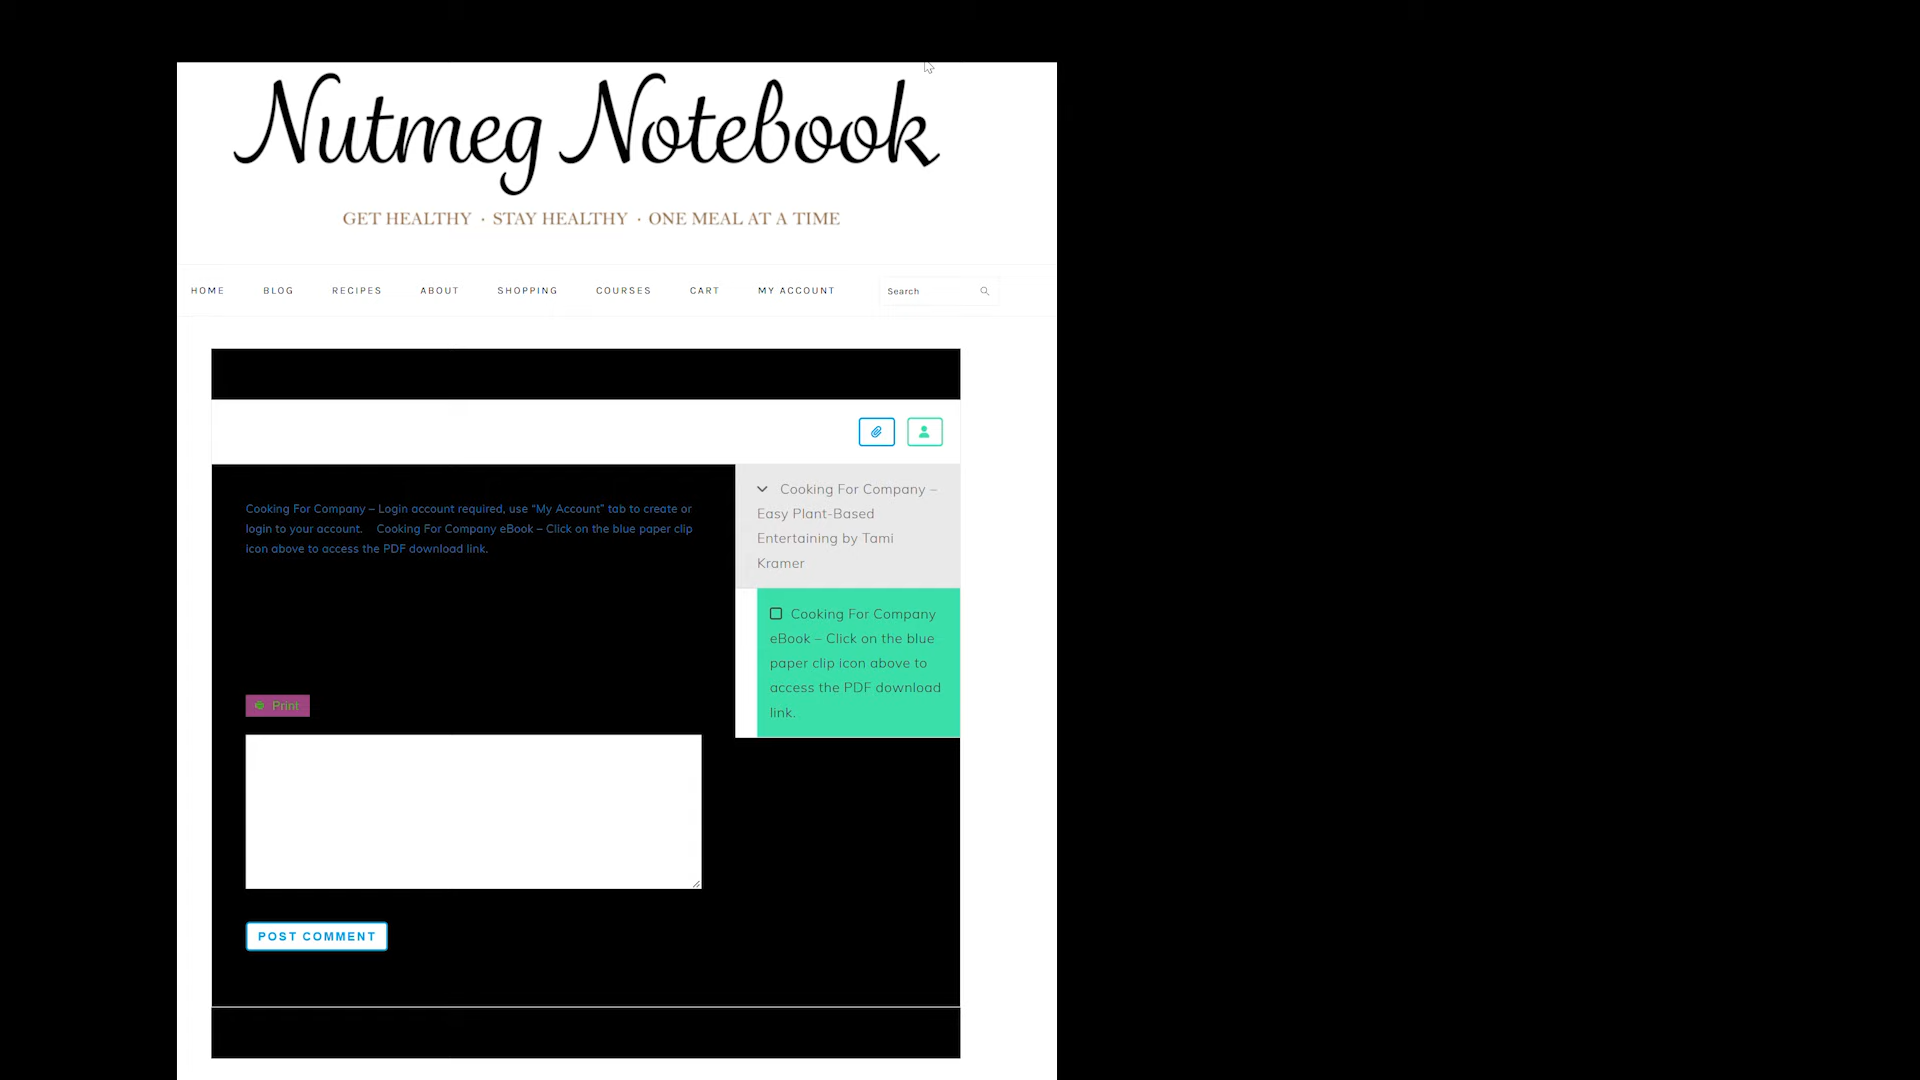 Nutmeg Notebook
GET HEALTHY · STAY HEALTHY · ONE MEAL AT A TIME
HOME BLOG RECIPES ABOUT SHOPPING COURSES CART MY ACCOUNT Search
Cooking For Company – Login account required, use “My Account” tab to create or
login to your account. Cooking For Company eBook – Click on the blue paper clip
icon above to access the PDF download link.
Print
POST COMMENT
Cooking For Company –
Easy Plant-Based
Entertaining by Tami
Kramer
Cooking For Company
eBook – Click on the blue
paper clip icon above to
access the PDF download
link.